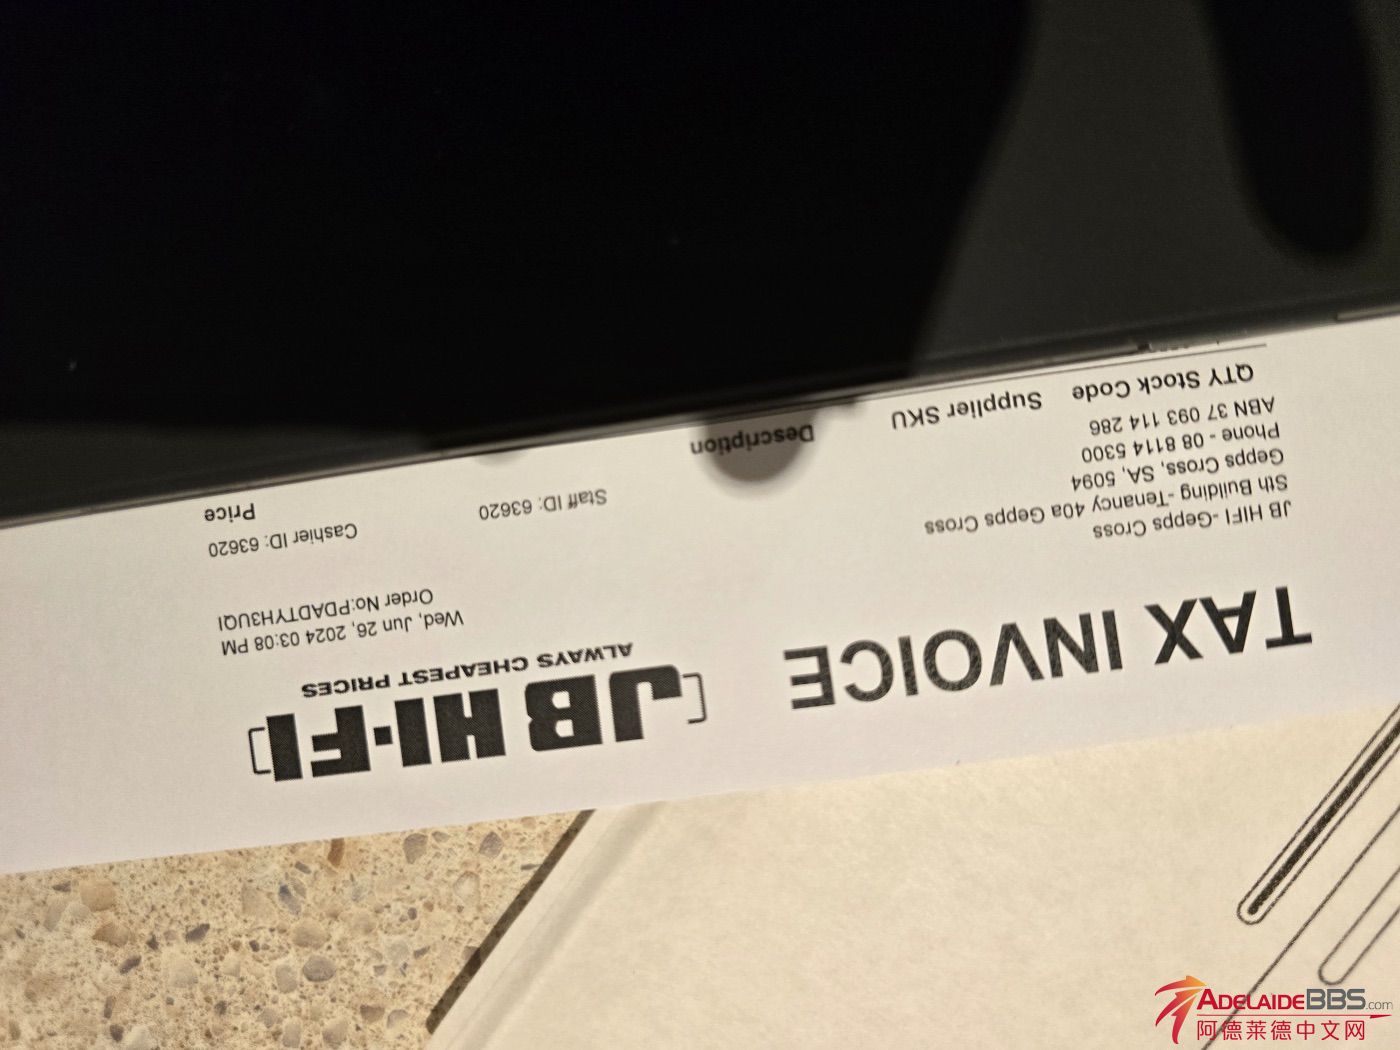 JB HI-FI
ALWAYS CHEAPEST PRICES
TAX INVOICE
Wed, Jun 26, 2024 03:08 PM
Order No:PDADTYH3UQI
JB HIFI -Gepps Cross
Sth Building -Tenancy 40a Gepps Cross
Gepps Cross, SA, 5094
Phone - 08 8114 5300
ABN 37 093 114 286
Staff ID: 63620
Cashier ID: 63620
QTY Stock Code Supplier SKU Description Price
ADELAIDEBBS.com
阿德莱德中文网